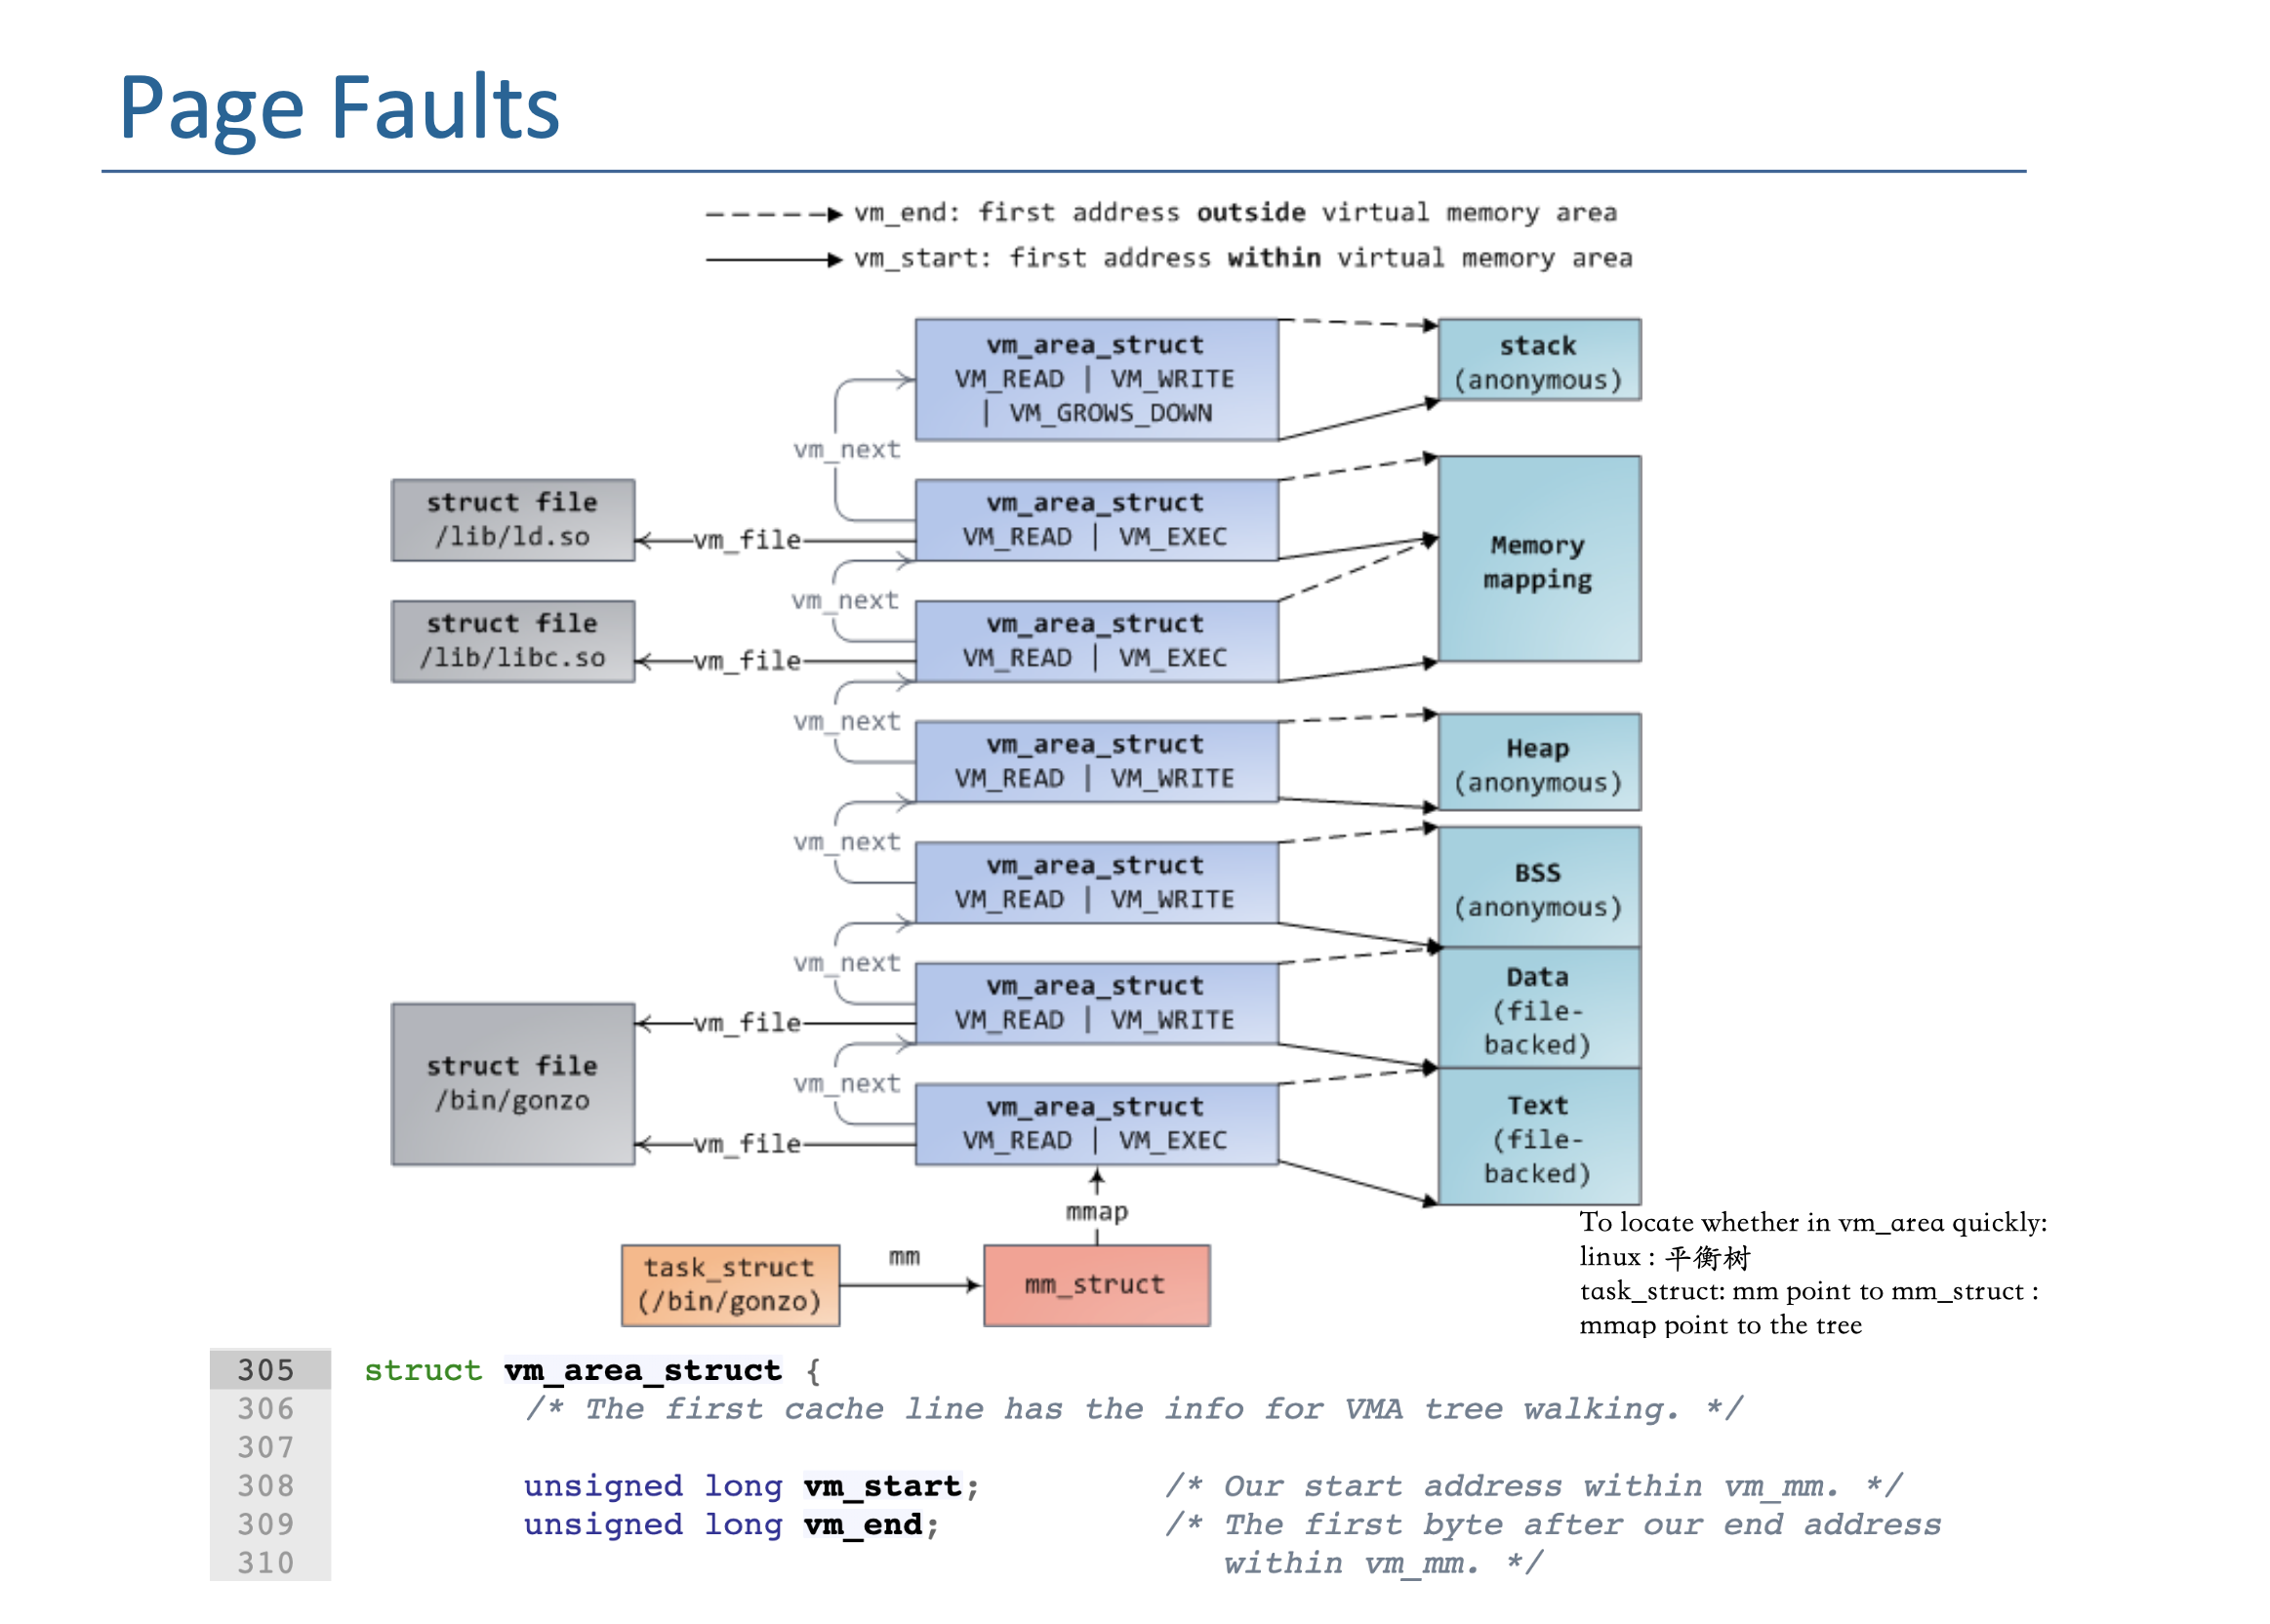 Page Faults
vm_end: first address outside virtual memory area
vm_start: first address within virtual memory area
vm_area_struct
VM_READ | VM_WRITE
| VM_GROWS_DOWN
stack
(anonymous)
vm_next
struct file
/lib/ld.so
vm_file
vm_area_struct
VM_READ | VM_EXEC
Memory
mapping
vm_next
struct file
/lib/libc.so
vm_file
vm_area_struct
VM_READ | VM_EXEC
vm_next
vm_area_struct
VM_READ | VM_WRITE
Heap
(anonymous)
vm_next
vm_area_struct
VM_READ | VM_WRITE
BSS
(anonymous)
vm_next
vm_area_struct
VM_READ | VM_WRITE
Data
(file-
backed)
vm_file
struct file
/bin/gonzo
vm_next
vm_area_struct
VM_READ | VM_EXEC
Text
(file-
backed)
vm_file
mmap
task_struct
(/bin/gonzo)
mm
mm_struct
To locate whether in vm_area quickly:
linux : 平衡树
task_struct: mm point to mm_struct :
mmap point to the tree
305 struct vm_area_struct {
306 /* The first cache line has the info for VMA tree walking. */
307
308 unsigned long vm_start; /* Our start address within vm_mm. */
309 unsigned long vm_end; /* The first byte after our end address
310 within vm_mm. */